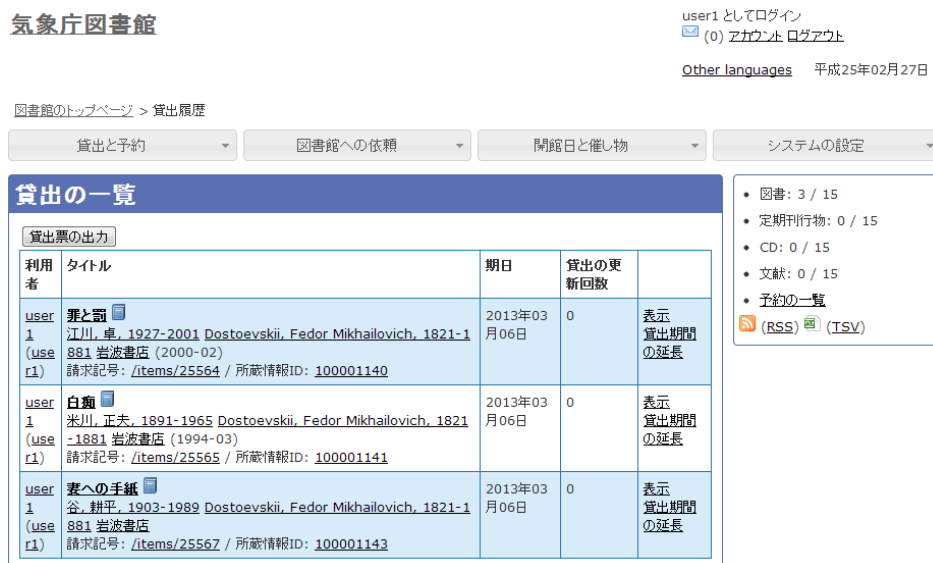 気象庁図書館
user1 としてログイン
(0) アカウント ログアウト
Other languages 平成25年02月27日
図書館のトップページ > 貸出履歴
貸出と予約 図書館への依頼 開館日と催し物 システムの設定
貸出の一覧
貸出票の出力
利用者 タイトル 期日 貸出の更新回数
user1 (user1)
罪と罰
江川, 卓, 1927-2001 Dostoevskii, Fedor Mikhailovich, 1821-1
881 岩波書店 (2000-02)
請求記号: /items/25564 / 所蔵情報ID: 100001140
2013年03月06日
0
表示
貸出期間の延長
user1 (user1)
白痴
米川, 正夫, 1891-1965 Dostoevskii, Fedor Mikhailovich, 1821
-1881 岩波書店 (1994-03)
請求記号: /items/25565 / 所蔵情報ID: 100001141
2013年03月06日
0
表示
貸出期間の延長
user1 (user1)
妻への手紙
谷, 耕平, 1903-1989 Dostoevskii, Fedor Mikhailovich, 1821-1
881 岩波書店
請求記号: /items/25567 / 所蔵情報ID: 100001143
2013年03月06日
0
表示
貸出期間の延長
図書: 3 / 15
定期刊行物: 0 / 15
CD: 0 / 15
文献: 0 / 15
予約の一覧
(RSS) (TSV)